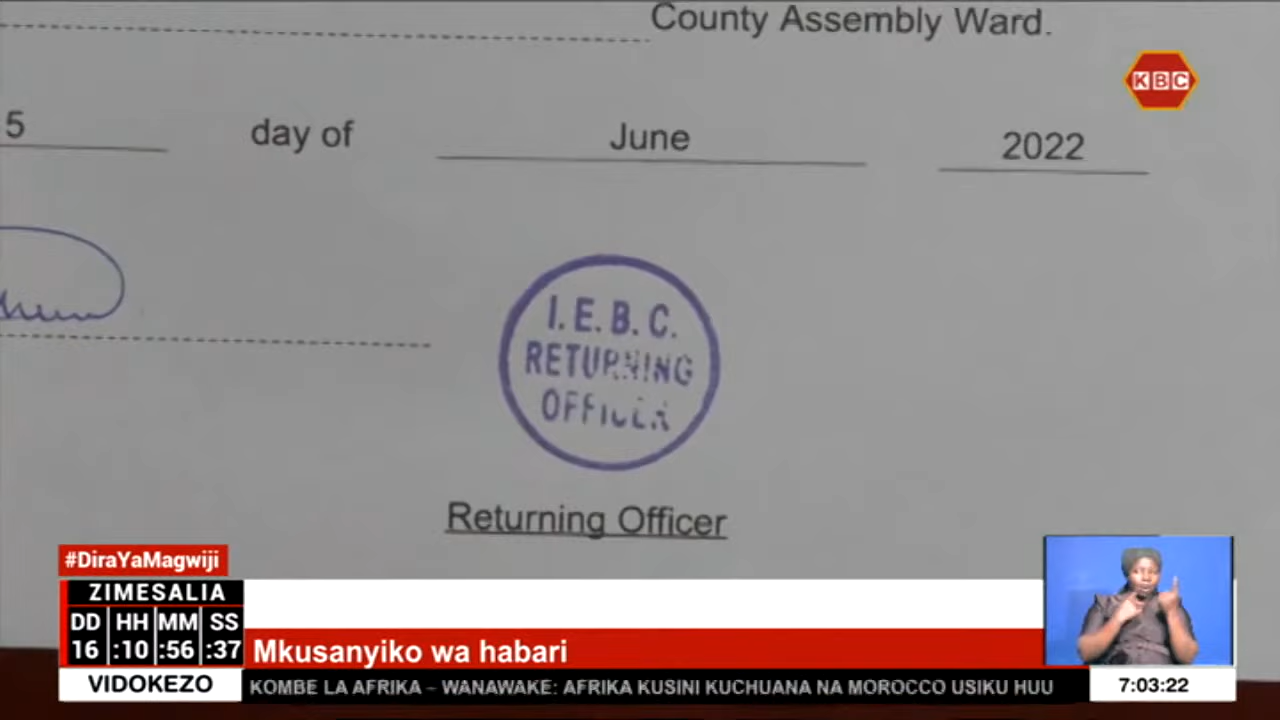 County Assembly Ward.
KBC
5 day of June 2022
I. E. B. C.
RETURNING
OFFICER
Returning Officer
#DiraYaMagwiji
ZIMESALIA
DD HH MM SS
16 :10 :56 :37
Mkusanyiko wa habari
VIDOKEZO
KOMBE LA AFRIKA – WANAWAKE: AFRIKA KUSINI KUCHUANA NA MOROCCO USIKU HUU
7:03:22